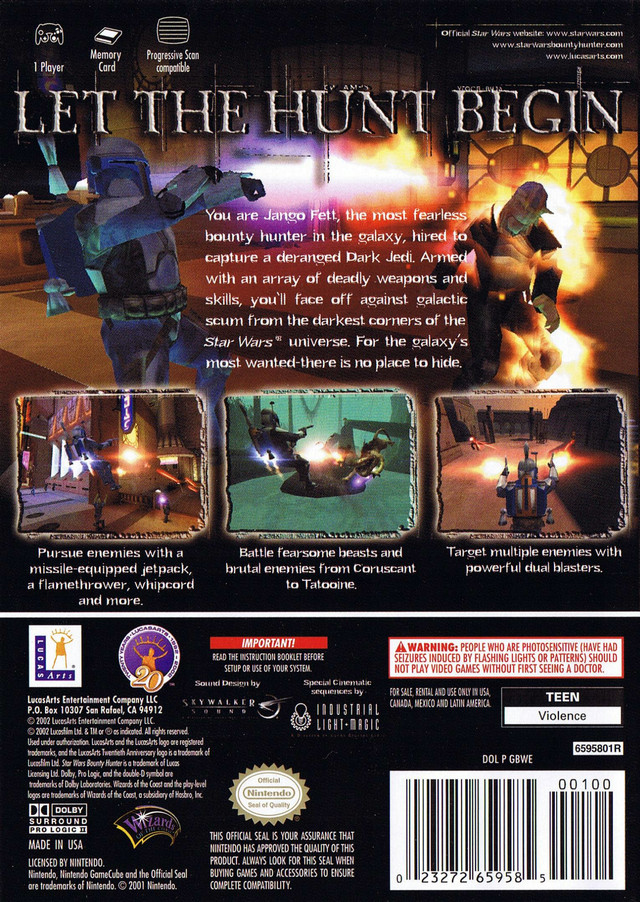 1 Player
Memory
Card
Progressive Scan
compatible
Official Star Wars website: www.starwars.com
www.starwarsbountyhunter.com
www.lucasarts.com
LET THE HUNT BEGIN
You are Jango Fett, the most fearless
bounty hunter in the galaxy, hired to
capture a deranged Dark Jedi. Armed
with an array of deadly weapons and
skills, you'll face off against galactic
scum from the darkest corners of the
Star Wars® universe. For the galaxy's
most wanted-there is no place to hide.
Pursue enemies with a
missile-equipped jetpack,
a flamethrower, whipcord
and more.
Battle fearsome beasts and
brutal enemies from Coruscant
to Tatooine.
Target multiple enemies with
powerful dual blasters.
LUCAS
Arts
20
LucasArts Entertainment Company LLC
P.O. Box 10307 San Rafael, CA 94912
© 2002 LucasArts Entertainment Company LLC.
© 2002 Lucasfilm Ltd. & TM or ® as indicated. All rights reserved.
Used under authorization. LucasArts and the LucasArts logo are registered
trademarks, and the LucasArts Twentieth Anniversary logo is a trademark of
Lucasfilm Ltd. Star Wars Bounty Hunter is a trademark of Lucas
Licensing Ltd. Dolby, Pro Logic, and the double-D symbol are
trademarks of Dolby Laboratories. Wizards of the Coast and the play-level
logos are trademarks of Wizards of the Coast, a subsidiary of Hasbro, Inc.
DOLBY
SURROUND
PRO LOGIC II
Wizards
OF THE COAST
MADE IN USA
LICENSED BY NINTENDO.
Nintendo, Nintendo GameCube and the Official Seal
are trademarks of Nintendo. © 2001 Nintendo.
IMPORTANT!
READ THE INSTRUCTION BOOKLET BEFORE
SETUP OR USE OF YOUR SYSTEM.
Sound Design by
SKYWALKER
SOUND
Special Cinematic
sequences by
INDUSTRIAL
LIGHT+MAGIC
Official
Nintendo
Seal of Quality
THIS OFFICIAL SEAL IS YOUR ASSURANCE THAT
NINTENDO HAS APPROVED THE QUALITY OF THIS
PRODUCT. ALWAYS LOOK FOR THIS SEAL WHEN
BUYING GAMES AND ACCESSORIES TO ENSURE
COMPLETE COMPATIBILITY.
WARNING: PEOPLE WHO ARE PHOTOSENSITIVE (HAVE HAD
SEIZURES INDUCED BY FLASHING LIGHTS OR PATTERNS) SHOULD
NOT PLAY VIDEO GAMES WITHOUT FIRST SEEING A DOCTOR.
FOR SALE, RENTAL AND USE ONLY IN USA,
CANADA, MEXICO AND LATIN AMERICA.
TEEN
Violence
6595801R
DOL P GBWE
00100
0 23272 65958 5